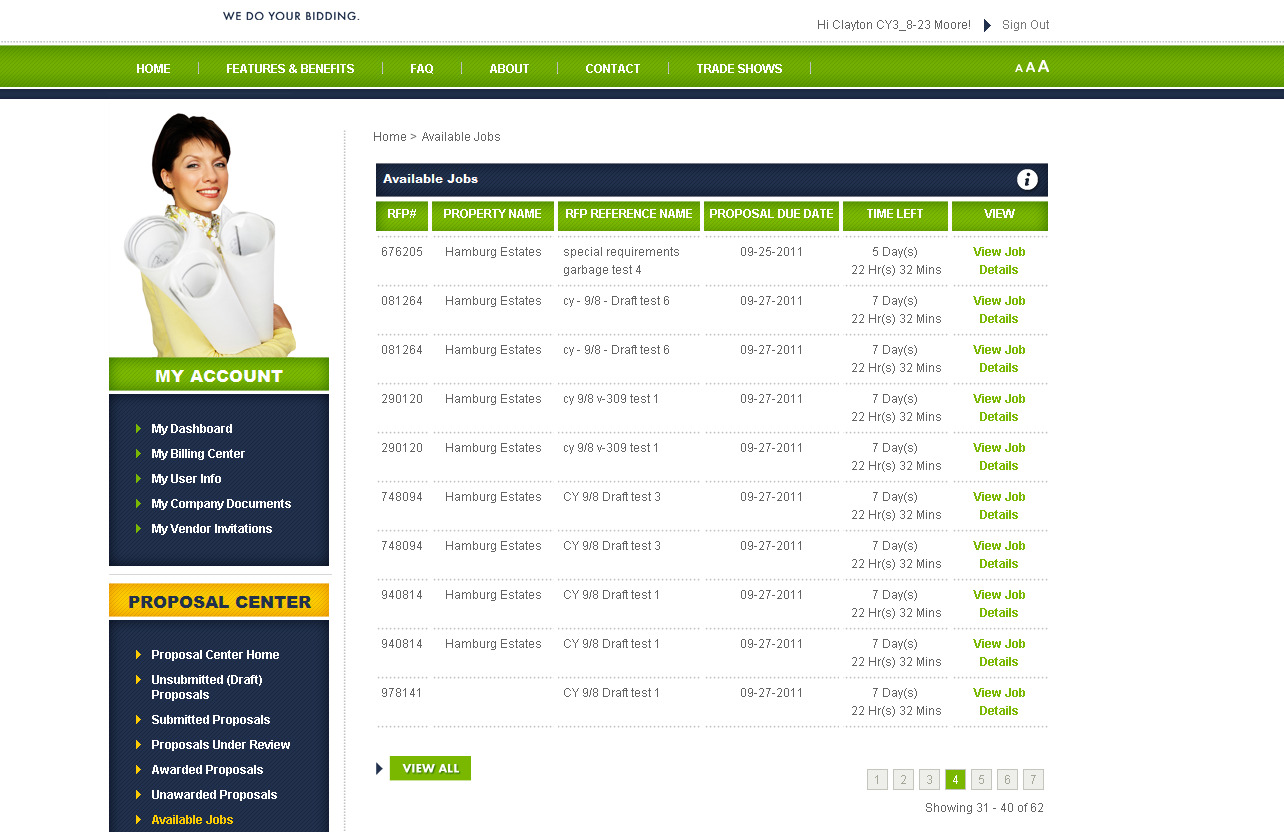 WE DO YOUR BIDDING.
Hi Clayton CY3_8-23 Moore! Sign Out
HOME FEATURES & BENEFITS FAQ ABOUT CONTACT TRADE SHOWS A A A
Home > Available Jobs
Available Jobs i
RFP# PROPERTY NAME RFP REFERENCE NAME PROPOSAL DUE DATE TIME LEFT VIEW
676205 Hamburg Estates special requirements 09-25-2011 5 Day(s) View Job
garbage test 4 22 Hr(s) 32 Mins Details
081264 Hamburg Estates cy - 9/8 - Draft test 6 09-27-2011 7 Day(s) View Job
22 Hr(s) 32 Mins Details
081264 Hamburg Estates cy - 9/8 - Draft test 6 09-27-2011 7 Day(s) View Job
22 Hr(s) 32 Mins Details
290120 Hamburg Estates cy 9/8 v-309 test 1 09-27-2011 7 Day(s) View Job
22 Hr(s) 32 Mins Details
290120 Hamburg Estates cy 9/8 v-309 test 1 09-27-2011 7 Day(s) View Job
22 Hr(s) 32 Mins Details
748094 Hamburg Estates CY 9/8 Draft test 3 09-27-2011 7 Day(s) View Job
22 Hr(s) 32 Mins Details
748094 Hamburg Estates CY 9/8 Draft test 3 09-27-2011 7 Day(s) View Job
22 Hr(s) 32 Mins Details
940814 Hamburg Estates CY 9/8 Draft test 1 09-27-2011 7 Day(s) View Job
22 Hr(s) 32 Mins Details
940814 Hamburg Estates CY 9/8 Draft test 1 09-27-2011 7 Day(s) View Job
22 Hr(s) 32 Mins Details
978141 CY 9/8 Draft test 1 09-27-2011 7 Day(s) View Job
22 Hr(s) 32 Mins Details
VIEW ALL
1 2 3 4 5 6 7
Showing 31 - 40 of 62
MY ACCOUNT
My Dashboard
My Billing Center
My User Info
My Company Documents
My Vendor Invitations
PROPOSAL CENTER
Proposal Center Home
Unsubmitted (Draft)
Proposals
Submitted Proposals
Proposals Under Review
Awarded Proposals
Unawarded Proposals
Available Jobs